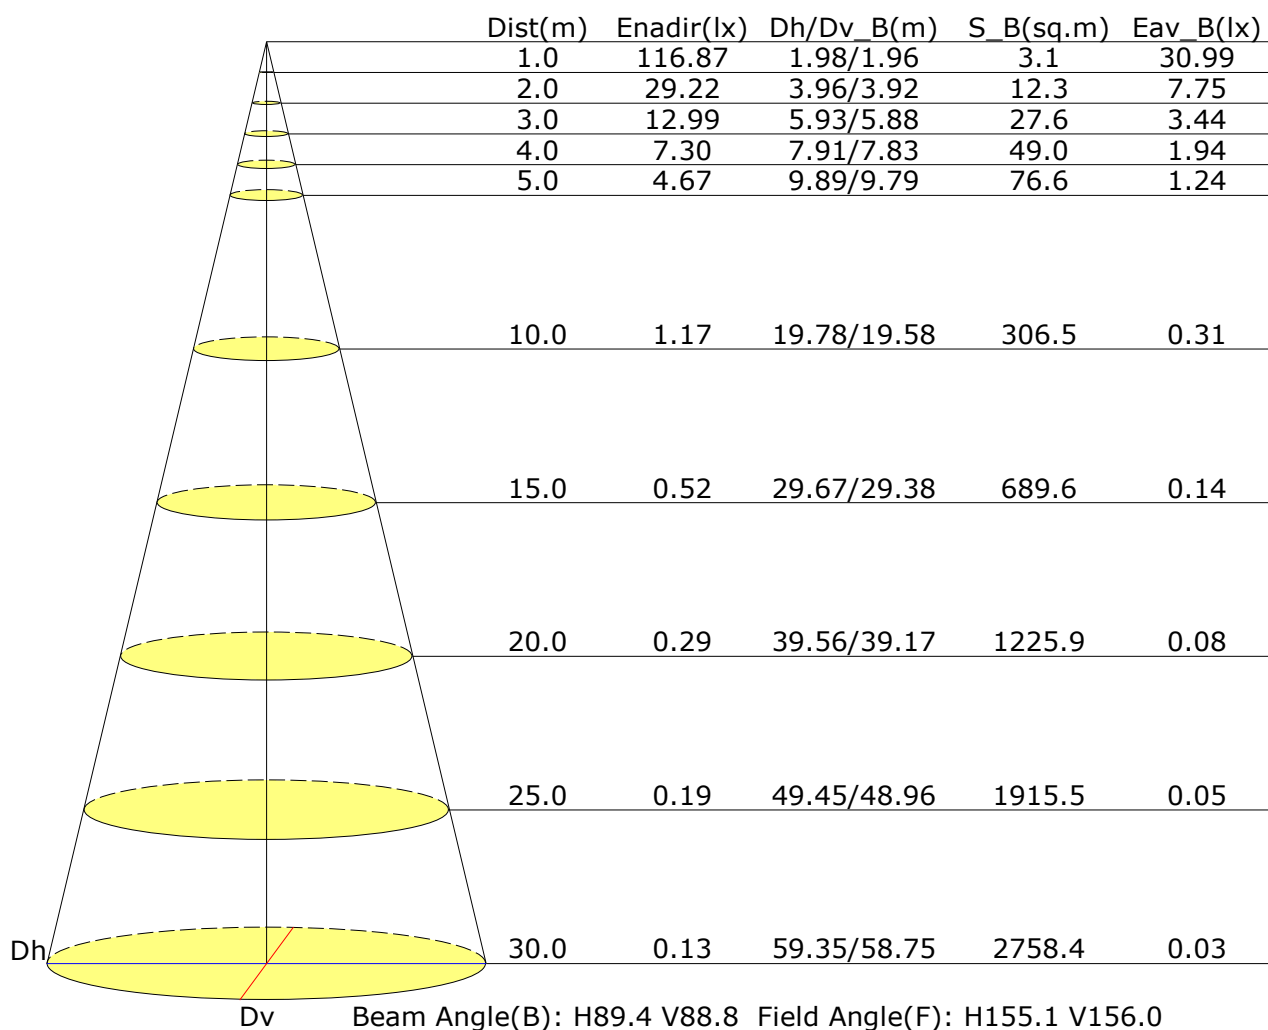 Dist(m) Enadir(lx) Dh/Dv_B(m) S_B(sq.m) Eav_B(lx)
1.0 116.87 1.98/1.96 3.1 30.99
2.0 29.22 3.96/3.92 12.3 7.75
3.0 12.99 5.93/5.88 27.6 3.44
4.0 7.30 7.91/7.83 49.0 1.94
5.0 4.67 9.89/9.79 76.6 1.24
10.0 1.17 19.78/19.58 306.5 0.31
15.0 0.52 29.67/29.38 689.6 0.14
20.0 0.29 39.56/39.17 1225.9 0.08
25.0 0.19 49.45/48.96 1915.5 0.05
Dh 30.0 0.13 59.35/58.75 2758.4 0.03
Dv Beam Angle(B): H89.4 V88.8 Field Angle(F): H155.1 V156.0